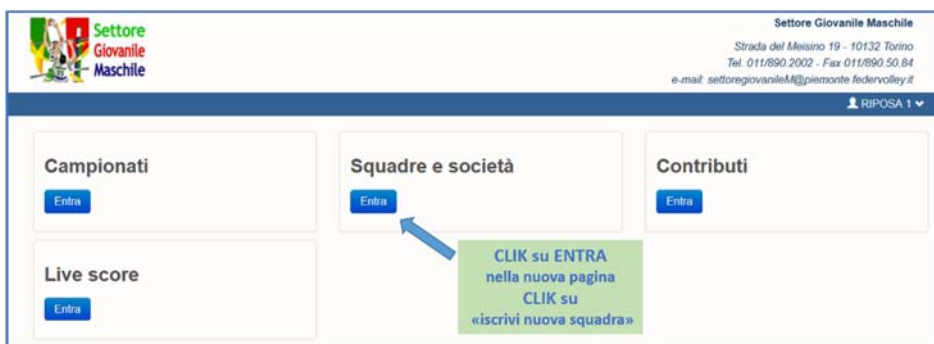 Settore
Giovanile
Maschile
Settore Giovanile Maschile
Strada del Meisino 19 - 10132 Torino
Tel. 011/890.2002 - Fax 011/890.50.84
e-mail: settoregiovanileM@piemonte.federvolley.it
RIPOSA 1
Campionati
Entra
Squadre e società
Entra
Contributi
Entra
Live score
Entra
CLIK su ENTRA
nella nuova pagina
CLIK su
«iscrivi nuova squadra»